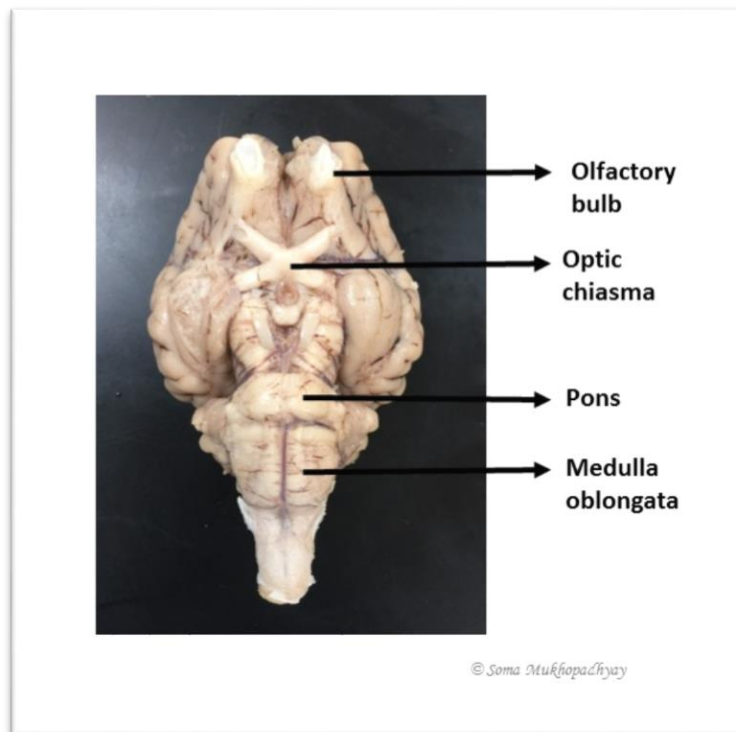 Olfactory
bulb
Optic
chiasma
Pons
Medulla
oblongata
© Soma Mukhopadhyay